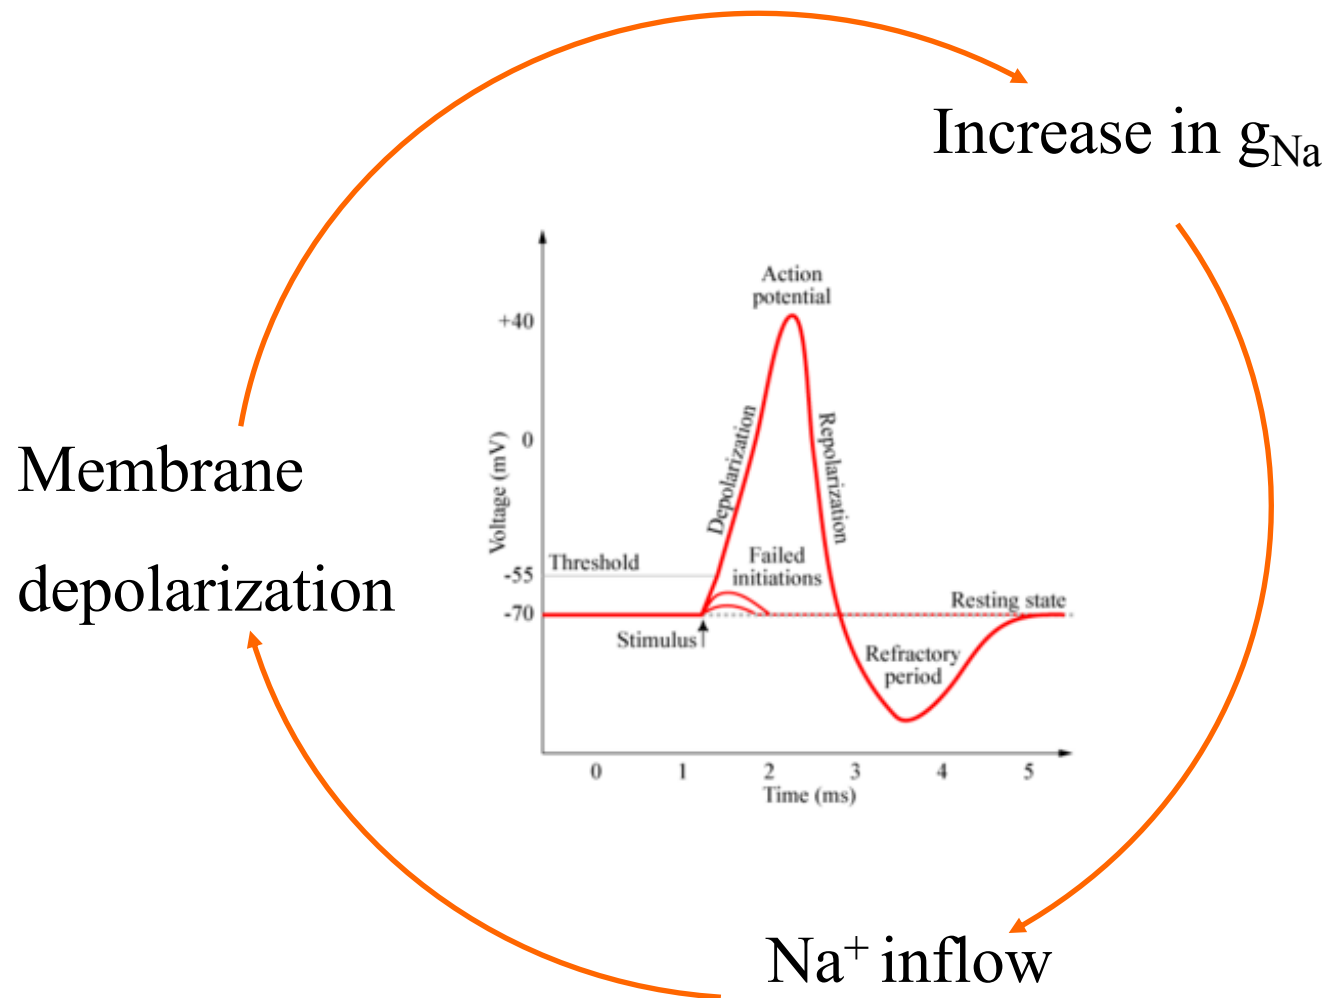 Increase in gNa
Action
potential
+40
0
-55
-70
Voltage (mV)
Depolarization
Repolarization
Threshold
Failed
initiations
Resting state
Stimulus
Refractory
period
0 1 2 3 4 5
Time (ms)
Membrane
depolarization
Na+ inflow